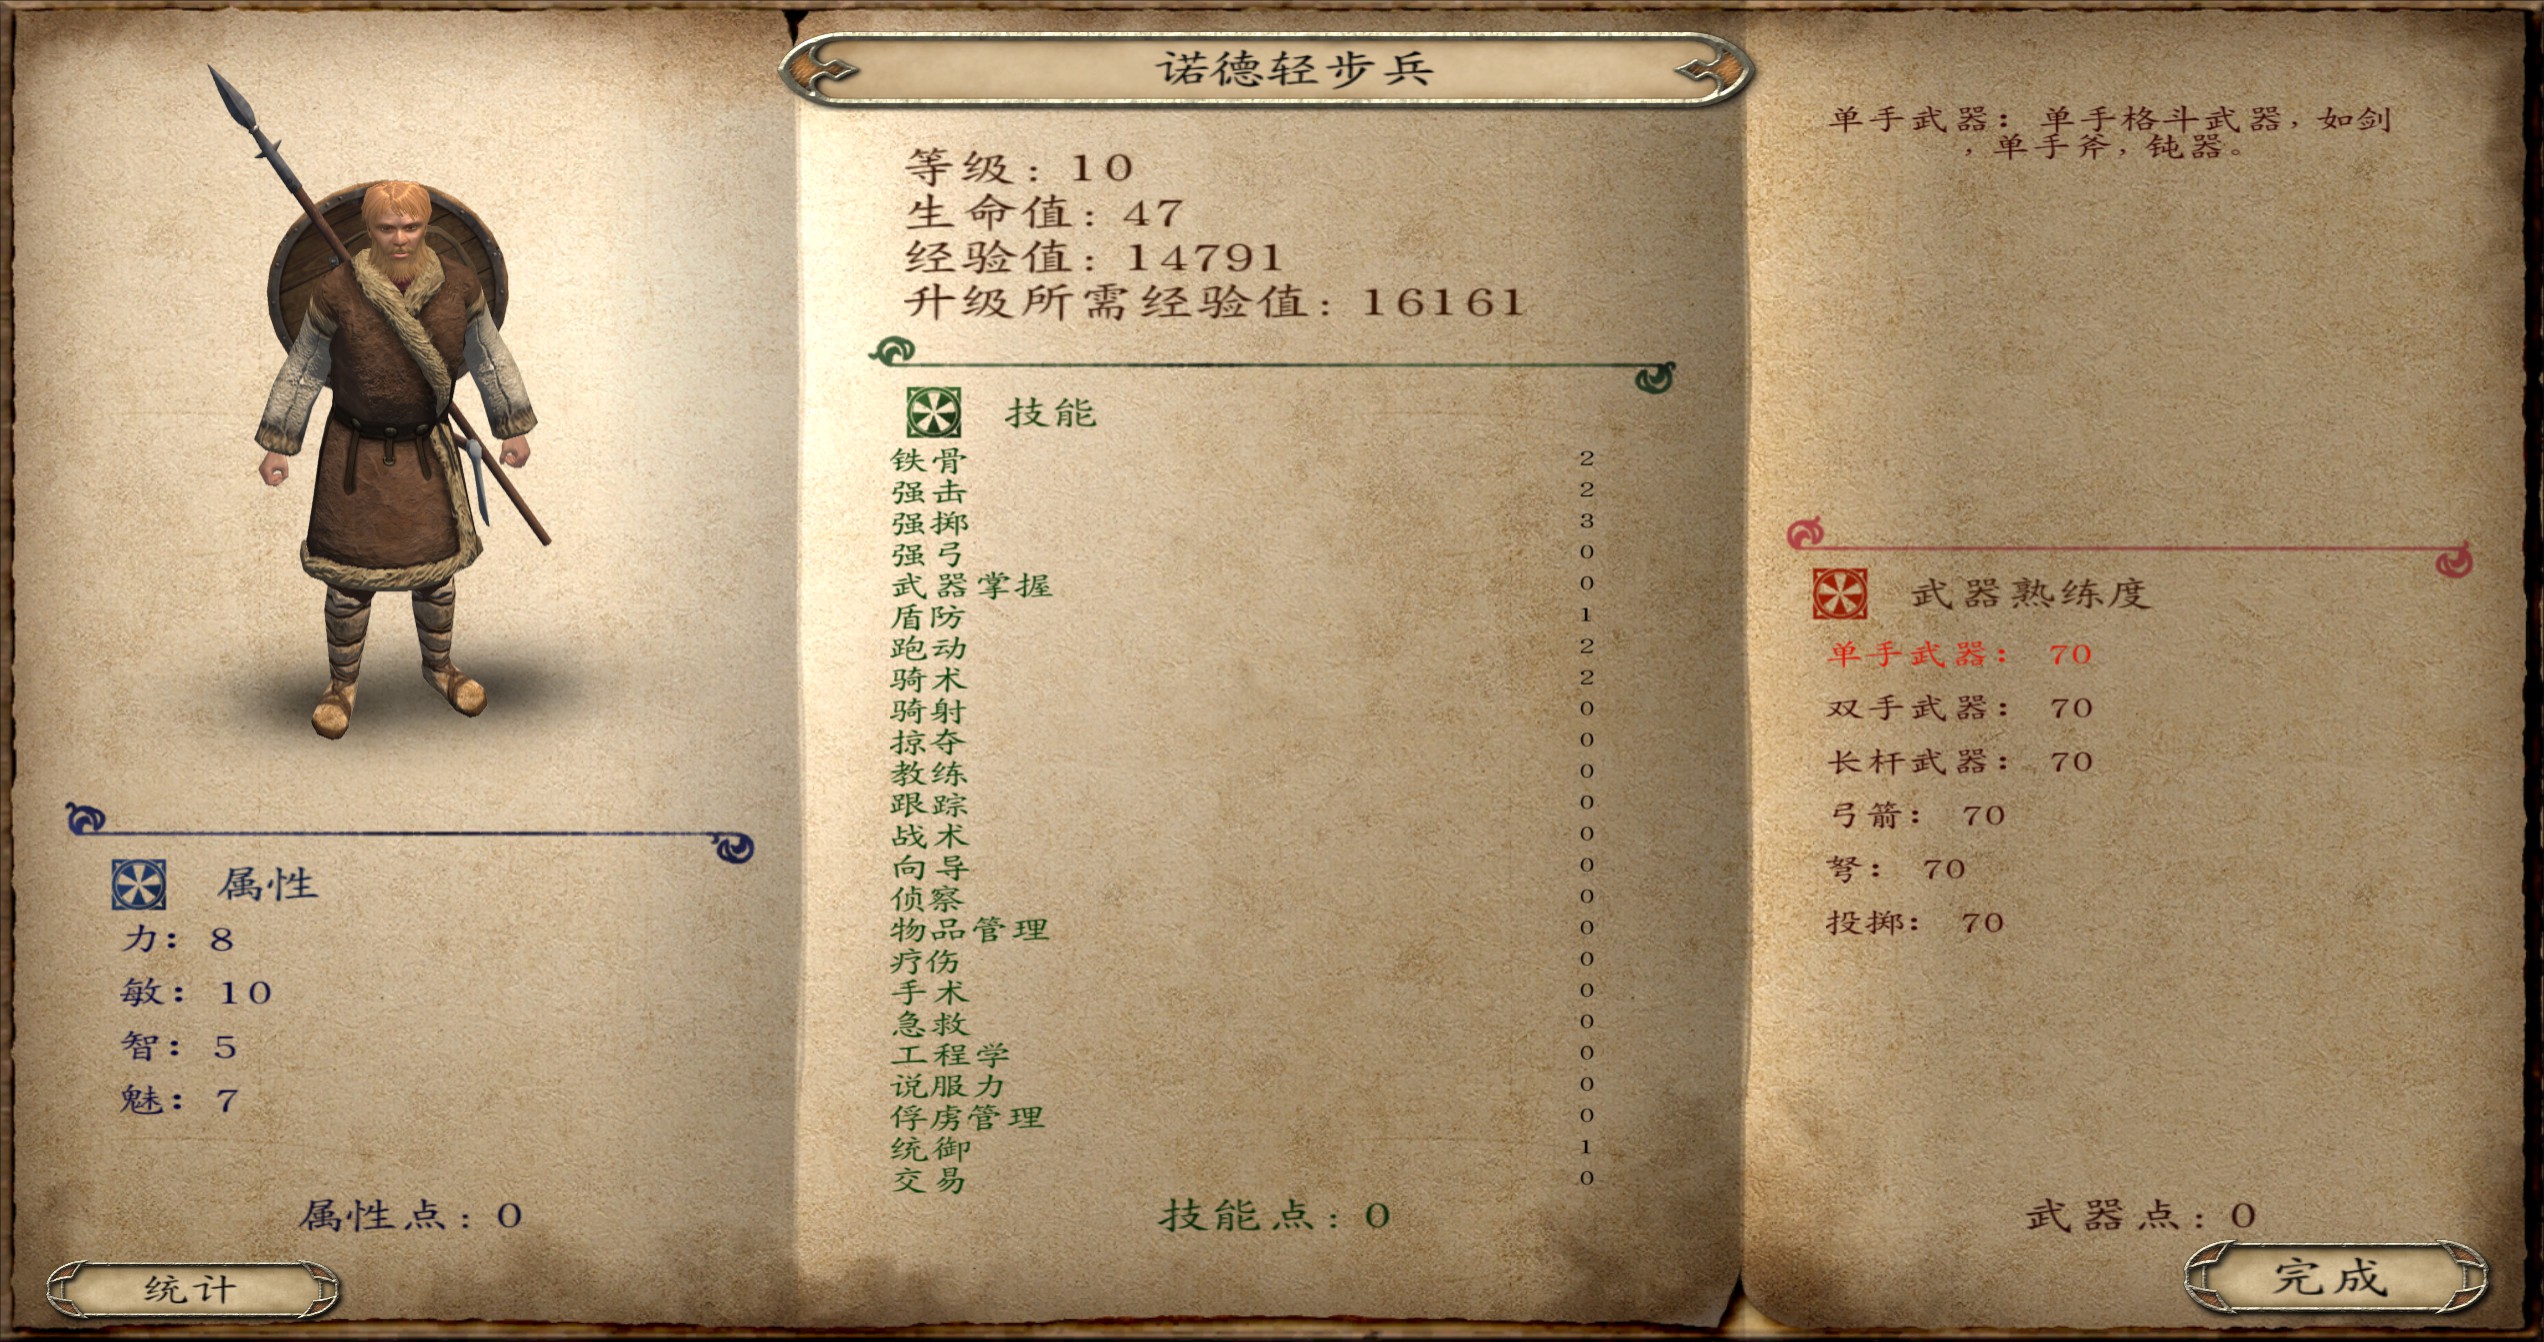 诺德轻步兵
等级: 10
生命值: 47
经验值: 14791
升级所需经验值: 16161
技能
铁骨 2
强击 2
强掷 3
强弓 0
武器掌握 0
盾防 1
跑动 2
骑术 2
骑射 0
掠夺 0
教练 0
跟踪 0
战术 0
向导 0
侦察 0
物品管理 0
疗伤 0
手术 0
急救 0
工程学 0
说服力 0
俘虏管理 0
统御 1
交易 0
技能点: 0
属性
力: 8
敏: 10
智: 5
魅: 7
属性点: 0
统计
单手武器: 单手格斗武器, 如剑
, 单手斧, 钝器。
武器熟练度
单手武器: 70
双手武器: 70
长杆武器: 70
弓箭: 70
弩: 70
投掷: 70
武器点: 0
完成